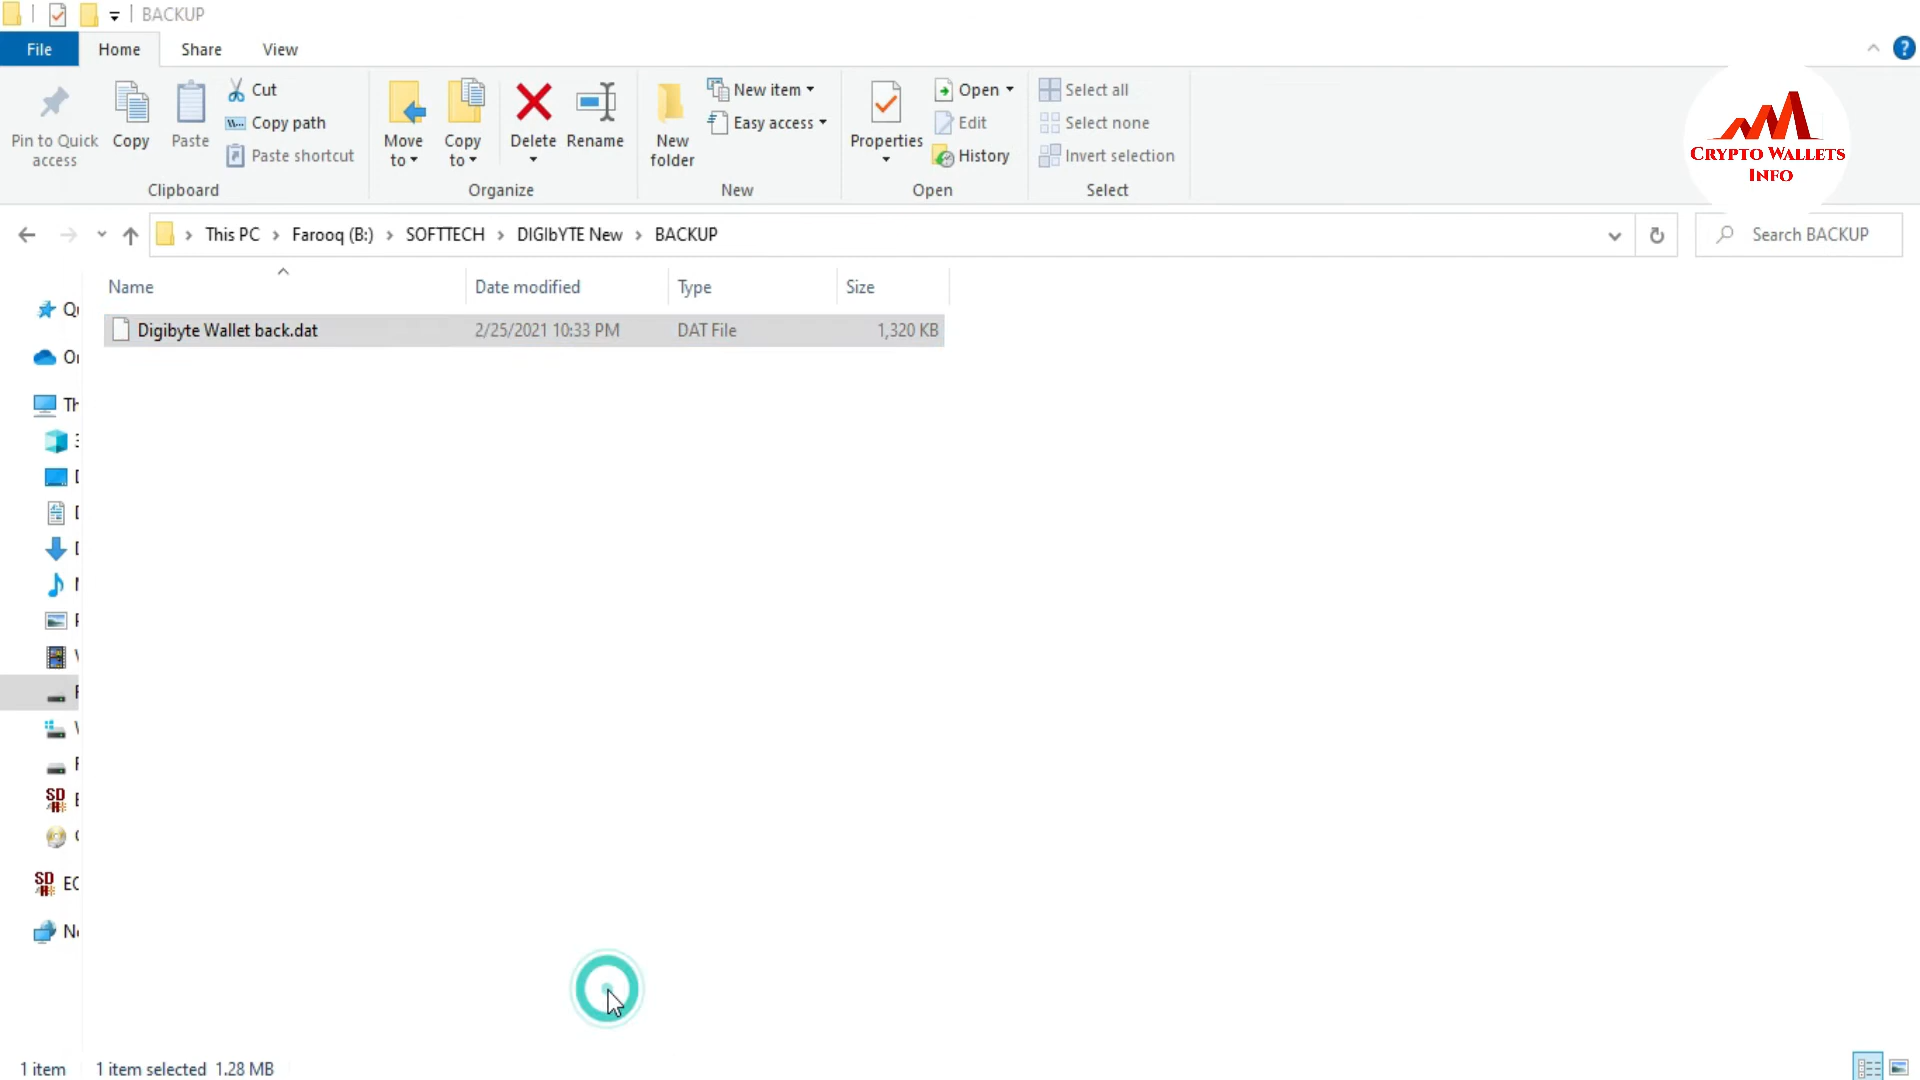 BACKUP
File Home Share View
Pin to Quick access
Copy
Paste
Cut
Copy path
Paste shortcut
Clipboard
Move to
Copy to
Delete
Rename
Organize
New folder
New item
Easy access
New
Properties
Open
Edit
History
Open
Select all
Select none
Invert selection
Select
CRYPTO WALLETS
INFO
This PC › Farooq (B:) › SOFTTECH › DIGIbYTE New › BACKUP
Search BACKUP
Name Date modified Type Size
Digibyte Wallet back.dat 2/25/2021 10:33 PM DAT File 1,320 KB
1 item 1 item selected 1.28 MB